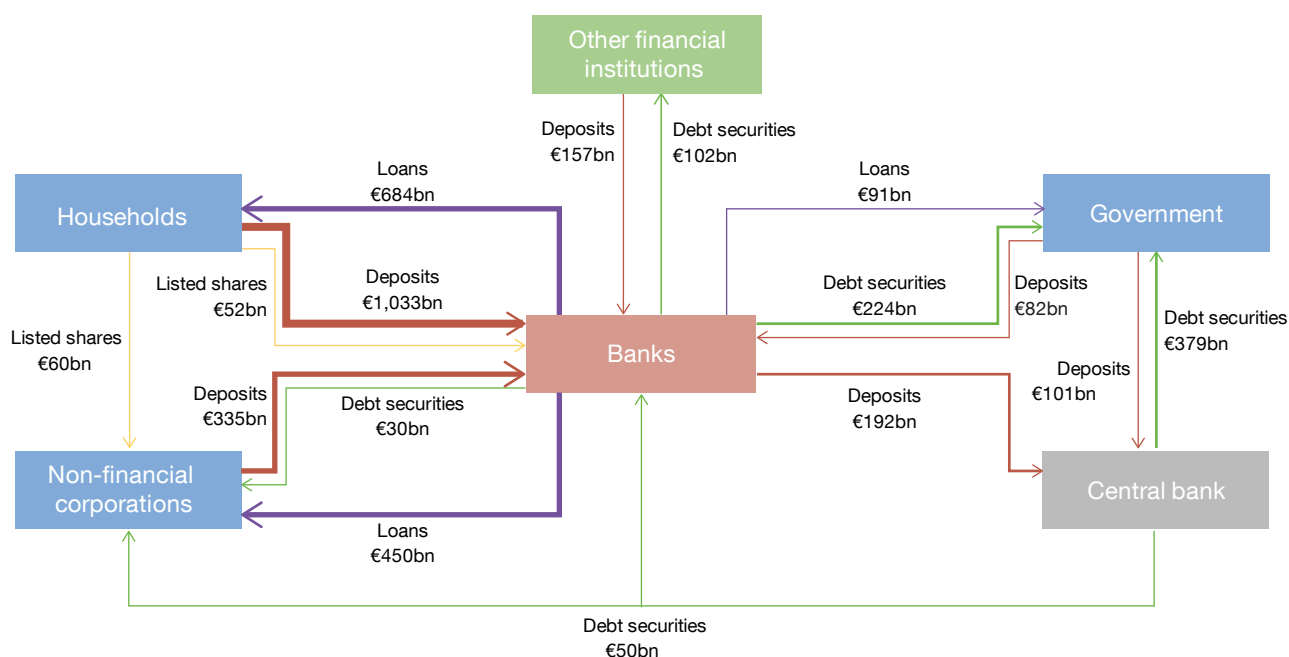 Other financial
institutions
Deposits
€157bn
Debt securities
€102bn
Loans
€684bn
Loans
€91bn
Households
Government
Listed shares
€52bn
Deposits
€1,033bn
Debt securities
€224bn
Deposits
€82bn
Listed shares
€60bn
Banks
Debt securities
€379bn
Deposits
€335bn
Debt securities
€30bn
Deposits
€192bn
Deposits
€101bn
Non-financial
corporations
Central bank
Loans
€450bn
Debt securities
€50bn